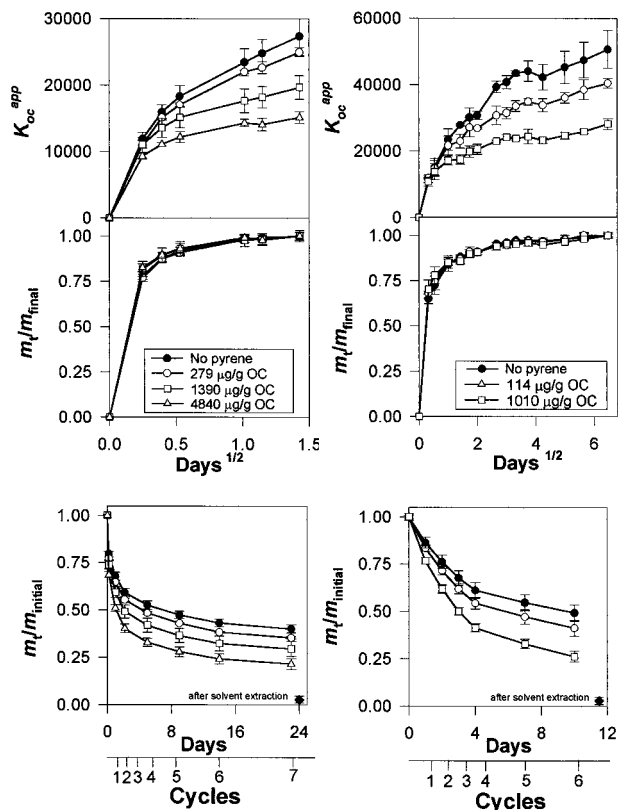 30000
20000
10000
0
K_oc^app
60000
40000
20000
0
K_oc^app
1.00
0.75
0.50
0.25
0.00
m_t/m_final
No pyrene
279 µg/g OC
1390 µg/g OC
4840 µg/g OC
0.0 0.5 1.0 1.5
Days 1/2
1.00
0.75
0.50
0.25
0.00
m_t/m_final
No pyrene
114 µg/g OC
1010 µg/g OC
0 2 4 6
Days 1/2
1.00
0.75
0.50
0.25
0.00
m_t/m_initial
after solvent extraction
0 8 16 24
Days
1 2 3 4 5 6 7
Cycles
1.00
0.75
0.50
0.25
0.00
m_t/m_initial
after solvent extraction
0 4 8 12
Days
1 2 3 4 5 6
Cycles